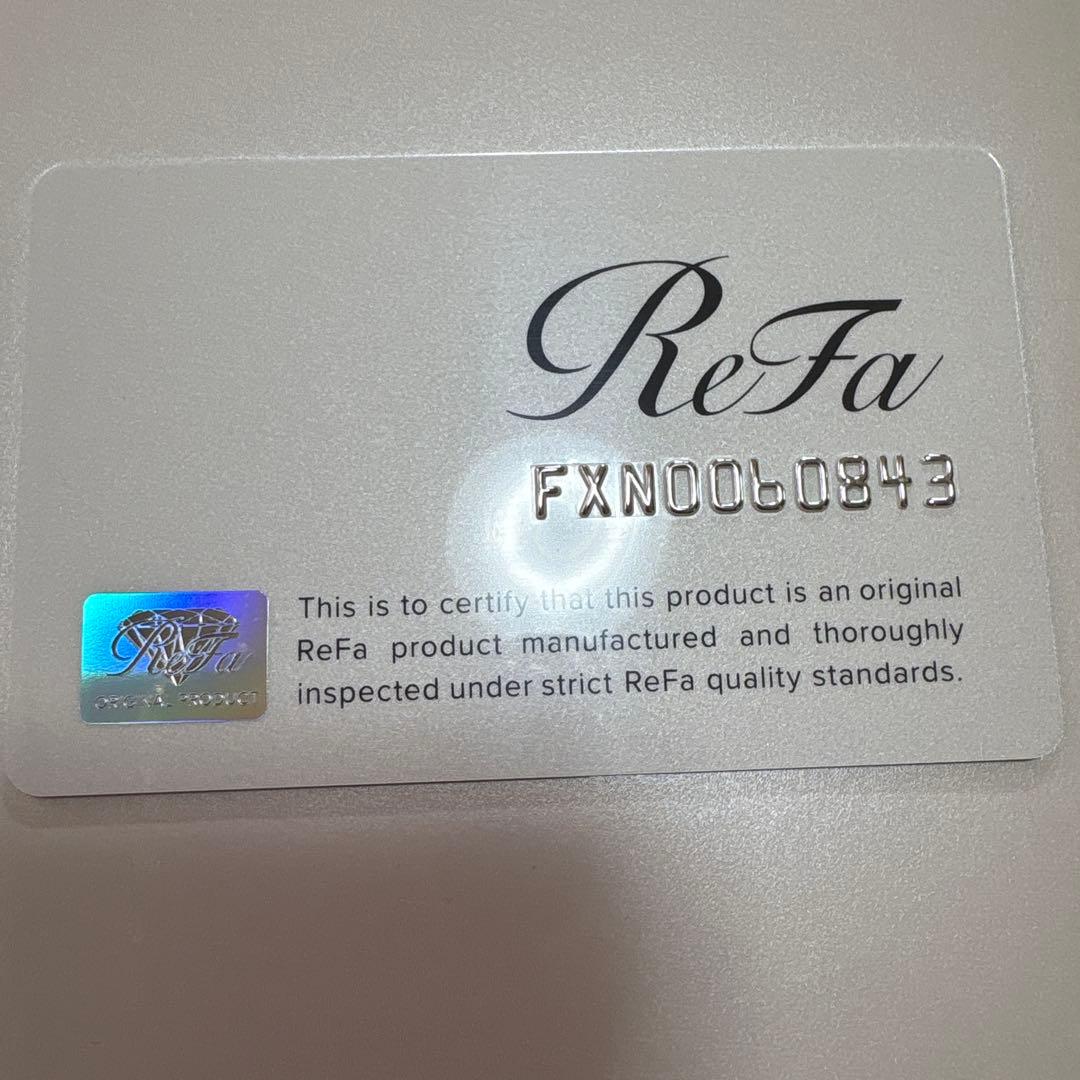 ReFa
FXN0060843
This is to certify that this product is an original
ReFa product manufactured and thoroughly
inspected under strict ReFa quality standards.
ReFa
ORIGINAL PRODUCT